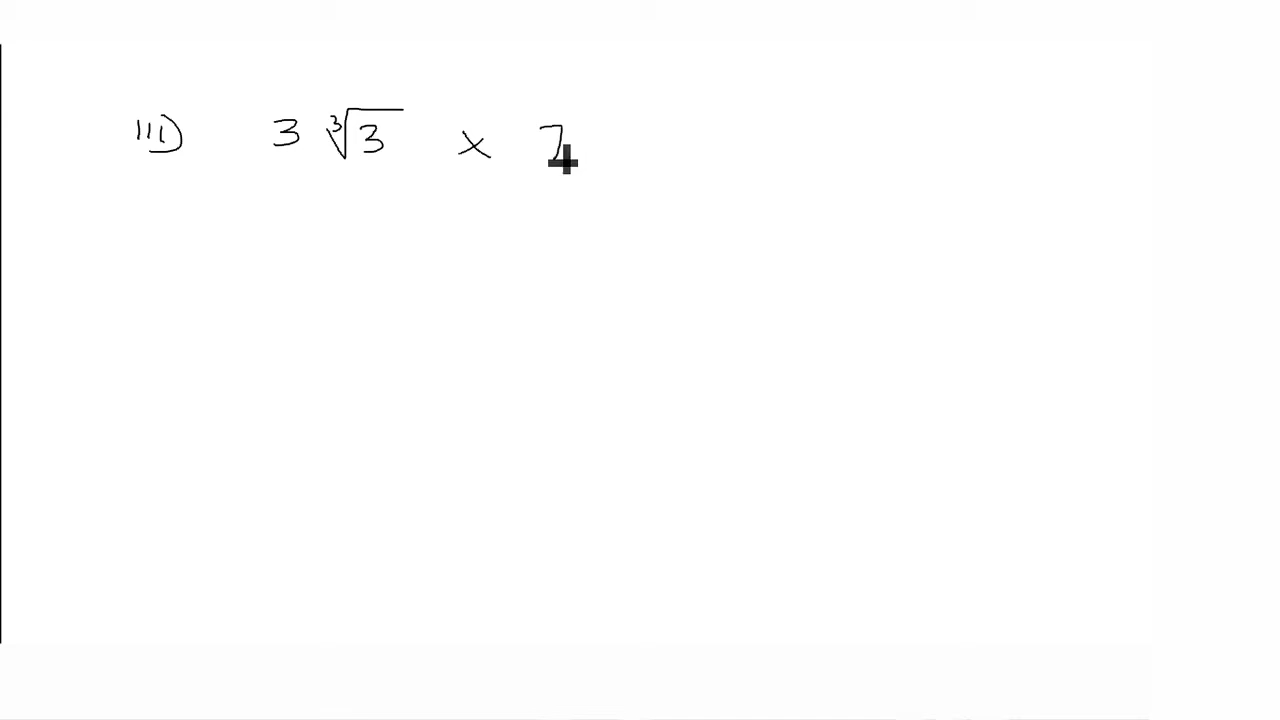 iii) 3 ∛3 × 7